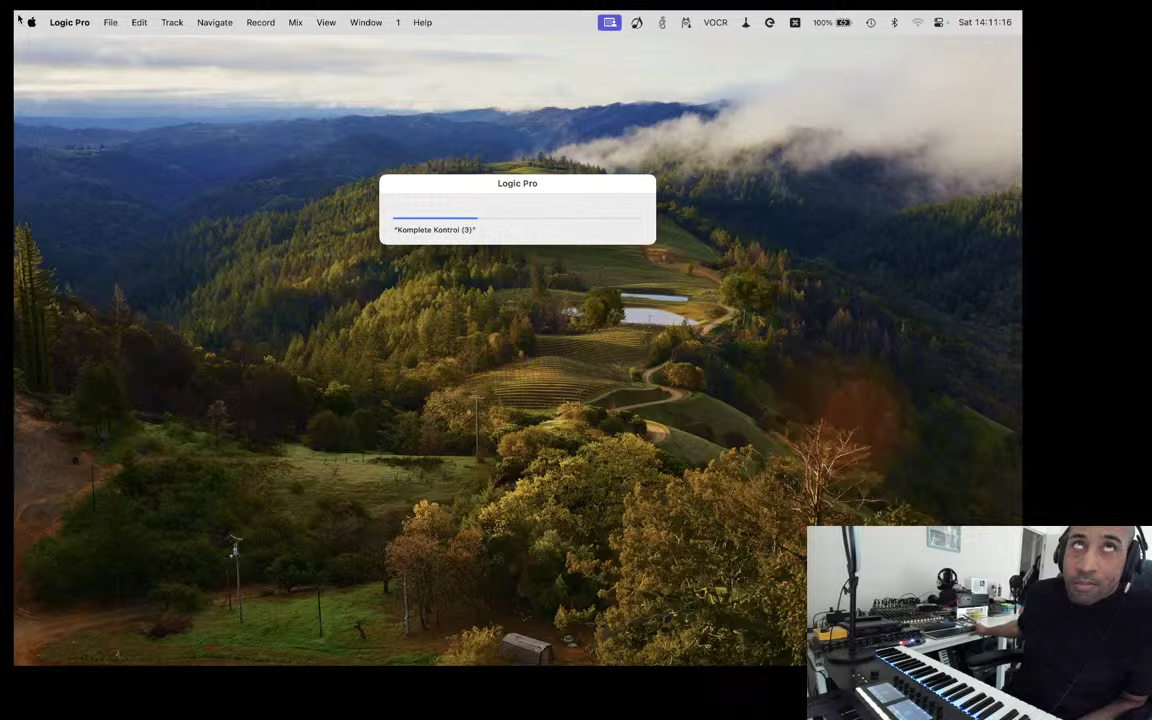 Logic Pro File Edit Track Navigate Record Mix View Window 1 Help VOCR 100% Sat 14:11:16
Logic Pro
"Komplete Kontrol (3)"